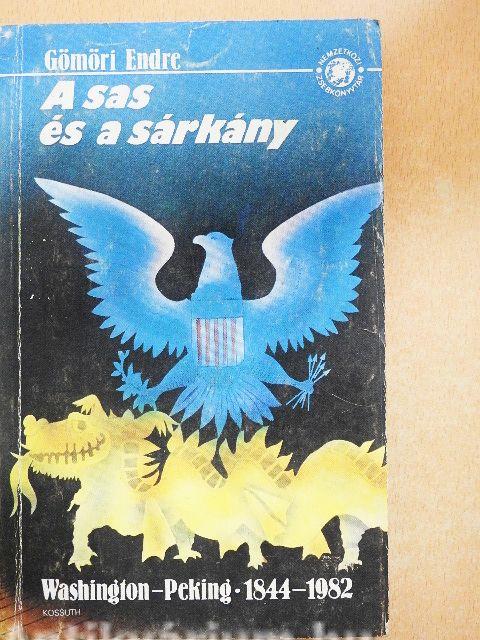 Gömöri Endre
NEMZETKÖZI
ZSEBKÖNYVTÁR
A sas
és a sárkány
Washington–Peking · 1844–1982
KOSSUTH